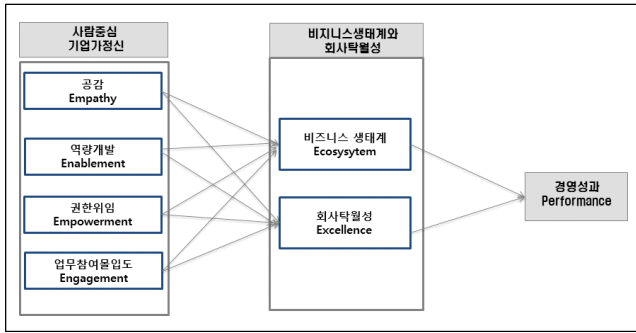 사람중심
기업가정신
공감
Empathy
역량개발
Enablement
권한위임
Empowerment
업무참여몰입도
Engagement
비지니스생태계와
회사탁월성
비즈니스 생태계
Ecosysytem
회사탁월성
Excellence
경영성과
Performance